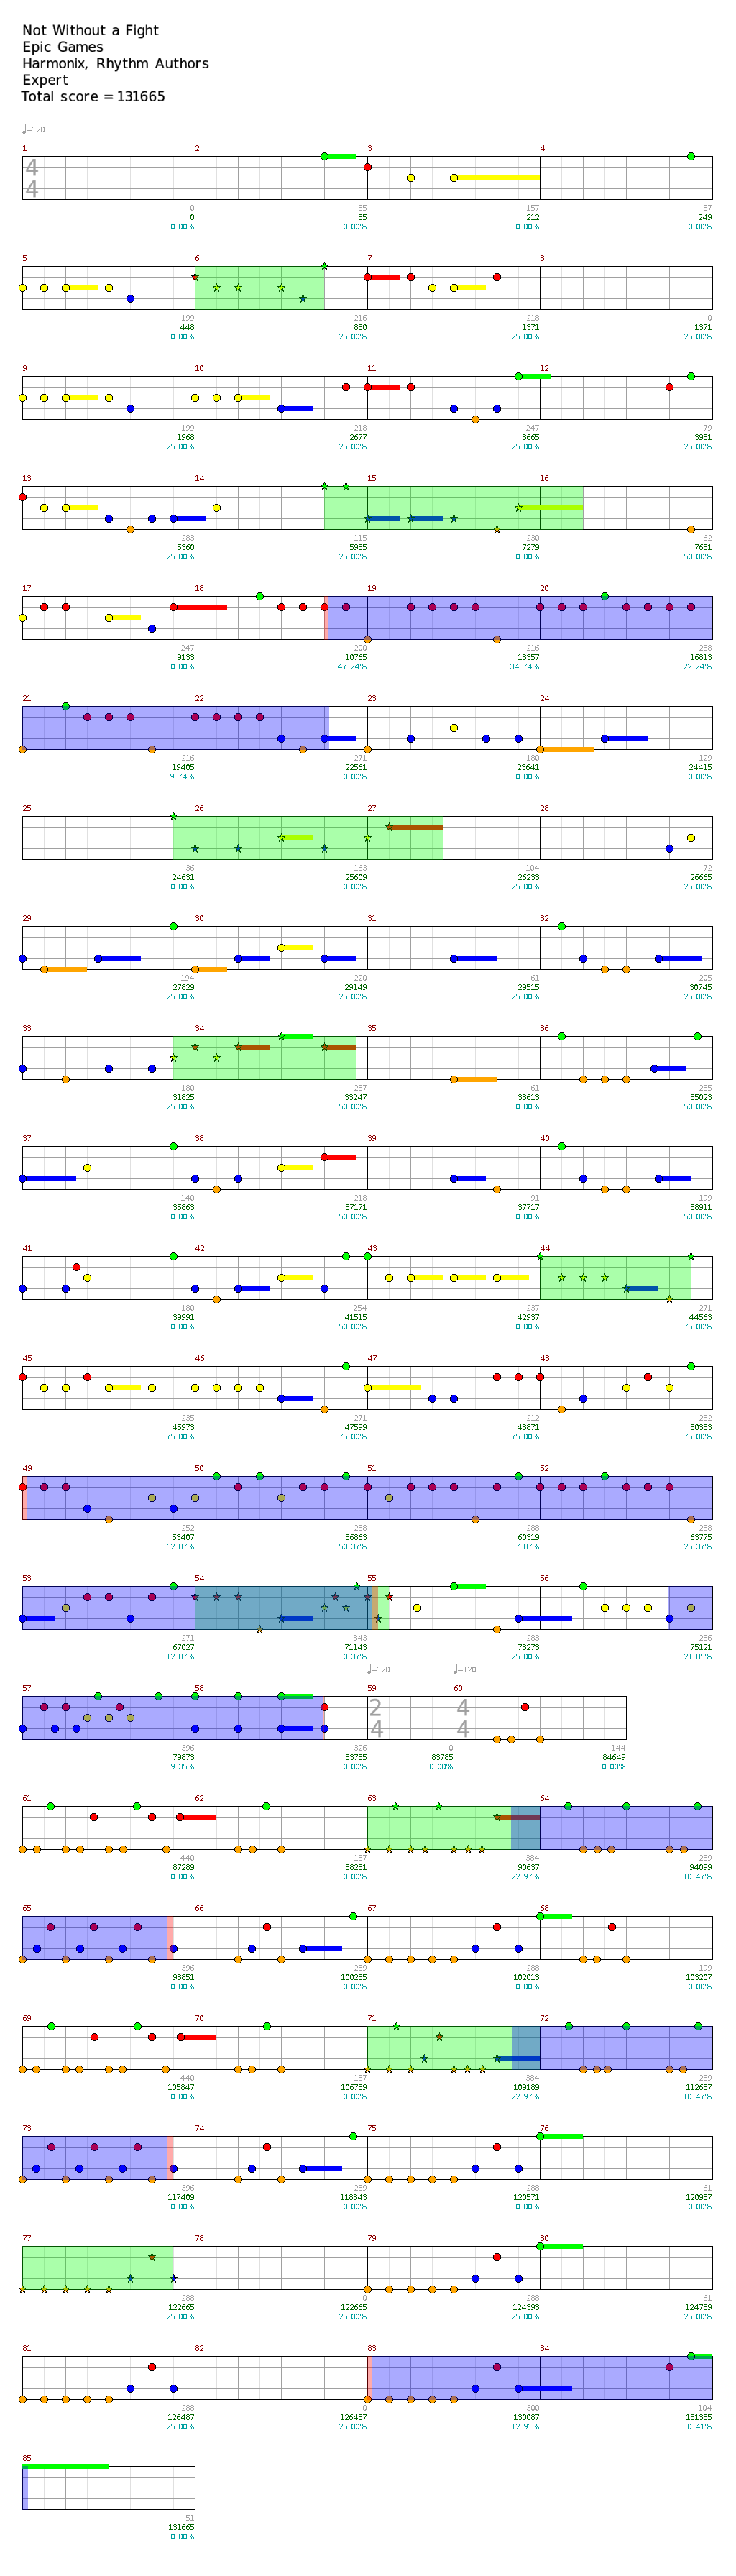 Not Without a Fight
Epic Games
Harmonix, Rhythm Authors
Expert
Total score = 131665
♩=120
1 2 3 4
4
4
0 55 157 37
0 55 212 249
0.00% 0.00% 0.00% 0.00%
5 6 7 8
199 216 218 0
448 880 1371 1371
0.00% 25.00% 25.00% 25.00%
9 10 11 12
199 218 247 79
1968 2677 3665 3981
25.00% 25.00% 25.00% 25.00%
13 14 15 16
283 115 230 62
5360 5935 7279 7651
25.00% 25.00% 50.00% 50.00%
17 18 19 20
247 200 216 288
9133 10765 13357 16813
50.00% 47.24% 34.74% 22.24%
21 22 23 24
216 271 180 129
19405 22561 23641 24415
9.74% 0.00% 0.00% 0.00%
25 26 27 28
36 163 104 72
24631 25609 26233 26665
0.00% 0.00% 25.00% 25.00%
29 30 31 32
194 220 61 205
27829 29149 29515 30745
25.00% 25.00% 25.00% 25.00%
33 34 35 36
180 237 61 235
31825 33247 33613 35023
25.00% 50.00% 50.00% 50.00%
37 38 39 40
140 218 91 199
35863 37171 37717 38911
50.00% 50.00% 50.00% 50.00%
41 42 43 44
180 254 237 271
39991 41515 42937 44563
50.00% 50.00% 50.00% 75.00%
45 46 47 48
235 271 212 252
45973 47599 48871 50383
75.00% 75.00% 75.00% 75.00%
49 50 51 52
252 288 288 288
53407 56863 60319 63775
62.87% 50.37% 37.87% 25.37%
53 54 55 56
271 343 283 236
67027 71143 73273 75121
12.87% 0.37% 25.00% 21.85%
♩=120 ♩=120
57 58 59 60
2 4
4 4
396 326 0 144
79873 83785 83785 84649
9.35% 0.00% 0.00% 0.00%
61 62 63 64
440 157 384 289
87289 88231 90637 94099
0.00% 0.00% 22.97% 10.47%
65 66 67 68
396 239 288 199
98851 100285 102013 103207
0.00% 0.00% 0.00% 0.00%
69 70 71 72
440 157 384 289
105847 106789 109189 112657
0.00% 0.00% 22.97% 10.47%
73 74 75 76
396 239 288 61
117409 118843 120571 120937
0.00% 0.00% 0.00% 0.00%
77 78 79 80
288 0 288 61
122665 122665 124393 124759
25.00% 25.00% 25.00% 25.00%
81 82 83 84
288 0 300 104
126487 126487 130087 131335
25.00% 25.00% 12.91% 0.41%
85
51
131665
0.00%